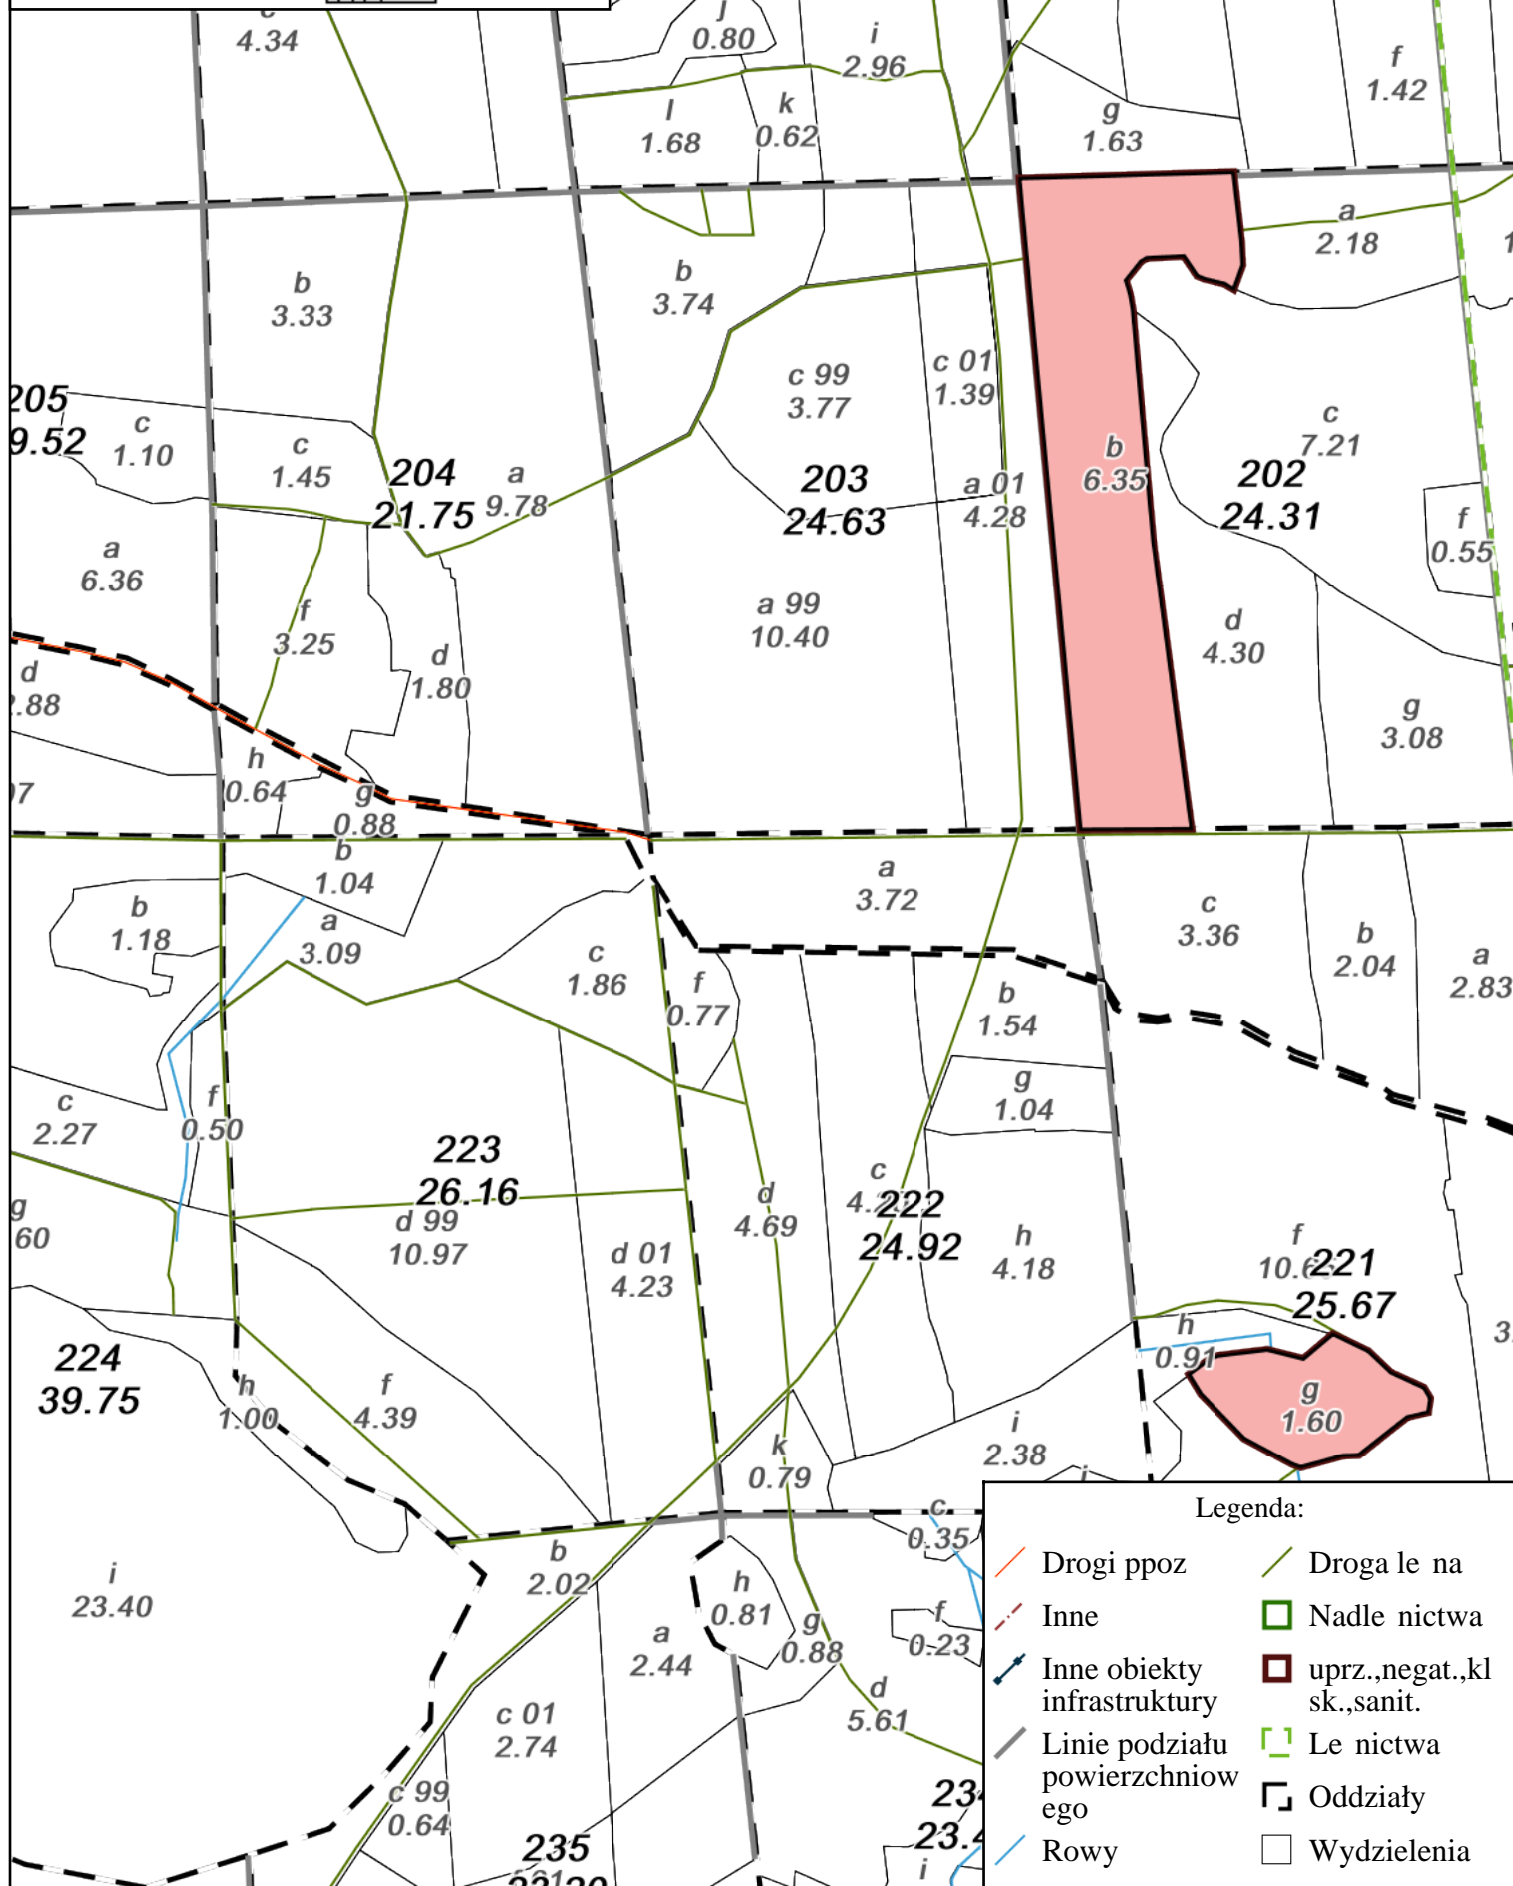 4.34
j
0.80
i
2.96
f
1.42
l
1.68
k
0.62
g
1.63
a
2.18
b
3.33
b
3.74
c 99
3.77
c 01
1.39
c
7.21
205
9.52
c
1.10
c
1.45
204
21.75
a
9.78
203
24.63
a 01
4.28
b
6.35
202
24.31
f
0.55
a
6.36
f
3.25
d
1.80
a 99
10.40
d
4.30
g
3.08
d
.88
h
0.64
g
0.88
b
1.04
a
3.72
b
1.18
a
3.09
c
1.86
f
0.77
b
1.54
c
3.36
b
2.04
a
2.83
c
2.27
f
0.50
g
1.04
223
26.16
d 99
10.97
d 01
4.23
d
4.69
c
222
24.92
h
4.18
f
221
25.67
g
60
224
39.75
h
1.00
f
4.39
k
0.79
i
2.38
h
0.91
g
1.60
i
23.40
b
2.02
a
2.44
h
0.81
g
0.88
c
0.35
f
0.23
d
5.61
c 01
2.74
c 99
0.64
235
i
Legenda:
Drogi ppoz
Inne
Inne obiekty
infrastruktury
Linie podziału
powierzchniow
ego
Rowy
Droga le na
Nadle nictwa
uprz.,negat.,kl
sk.,sanit.
Le nictwa
Oddziały
Wydzielenia